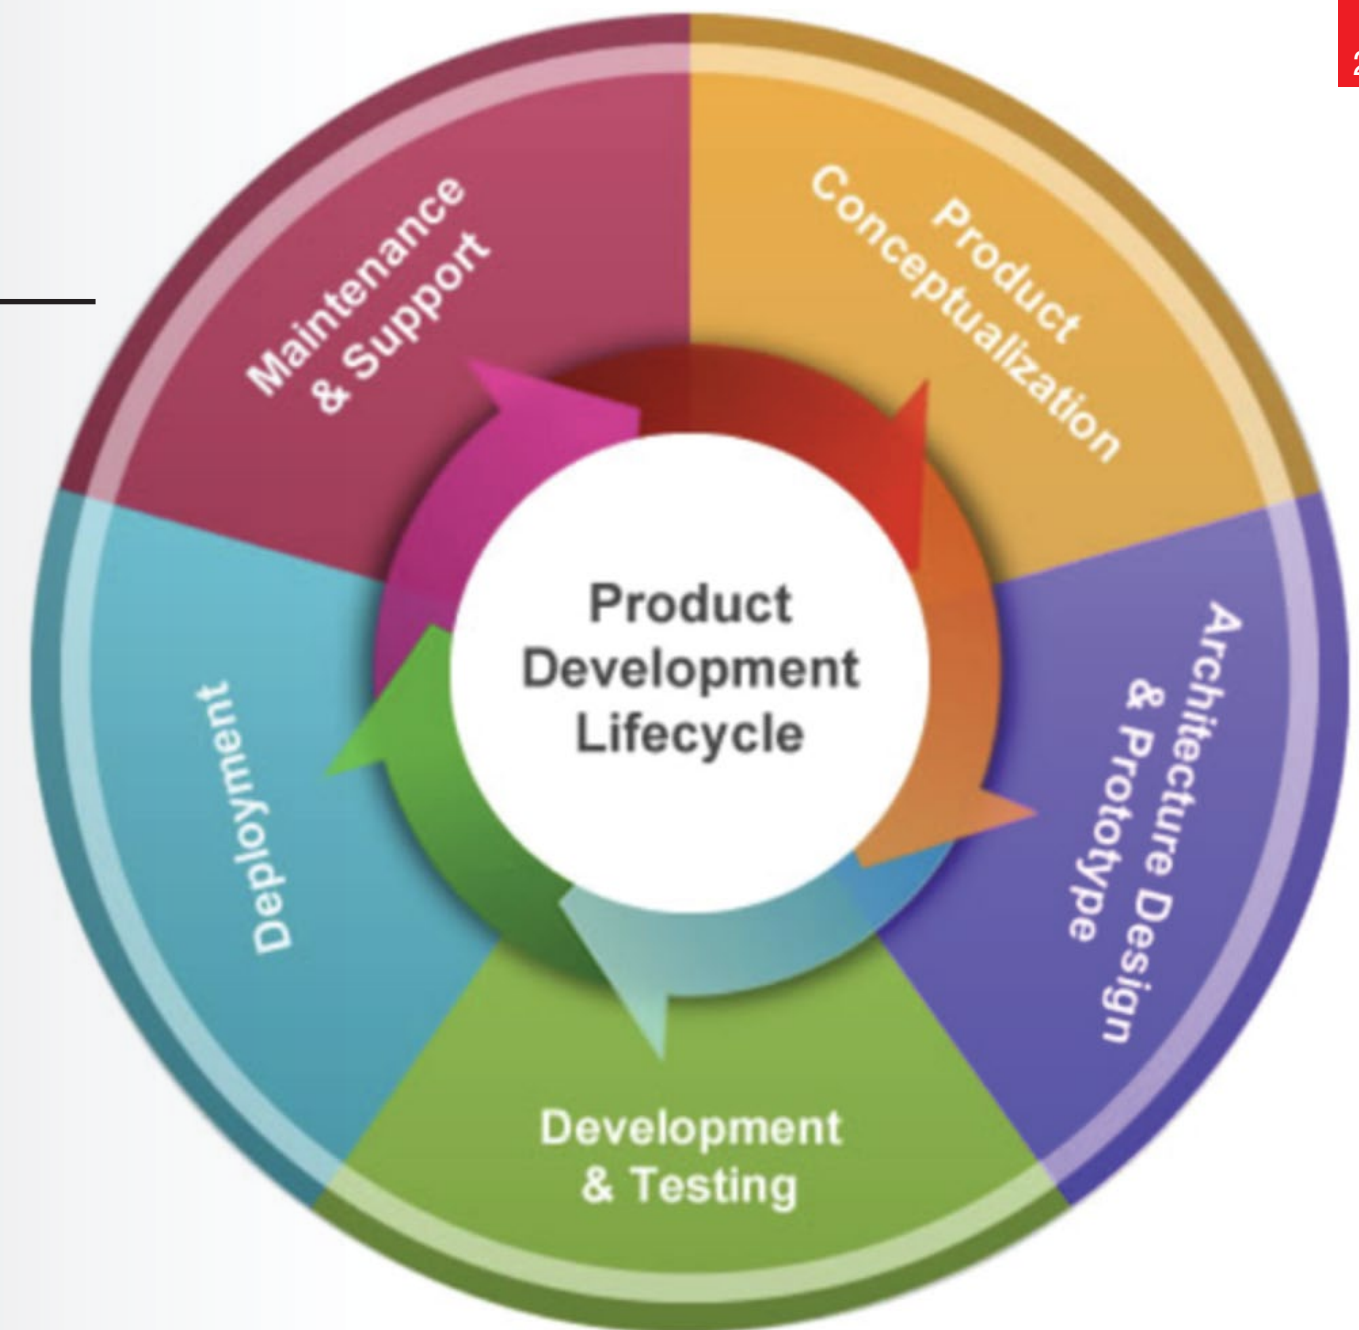 Product
Conceptualization
Architecture Design
& Prototype
Development
& Testing
Deployment
Maintenance
& Support
Product
Development
Lifecycle